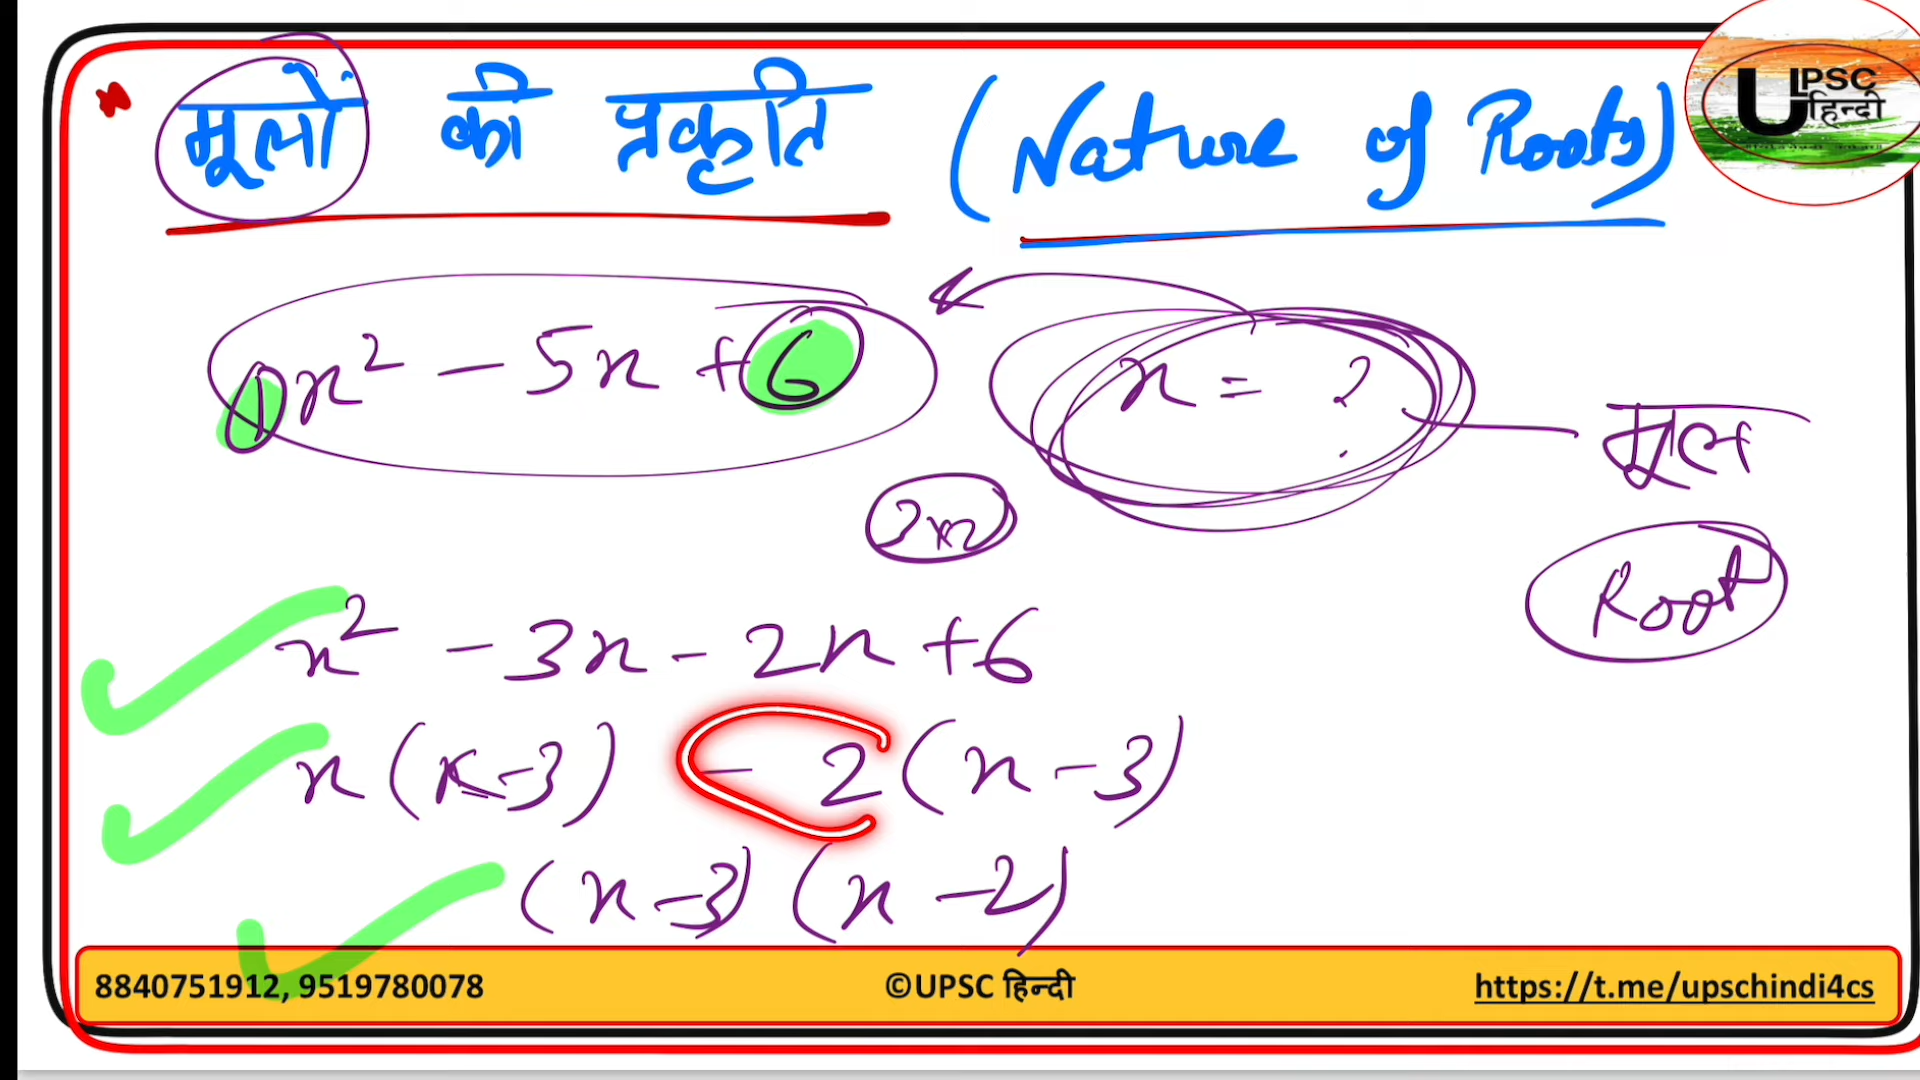 मूलों की प्रकृति (Nature of Roots)
UPSC हिन्दी
1x² - 5x + 6
x = ?
मूल
Root
x² - 3x - 2x + 6
x (x-3) - 2 (x-3)
(x-3) (x-2)
8840751912, 9519780078
©UPSC हिन्दी
https://t.me/upschindi4cs